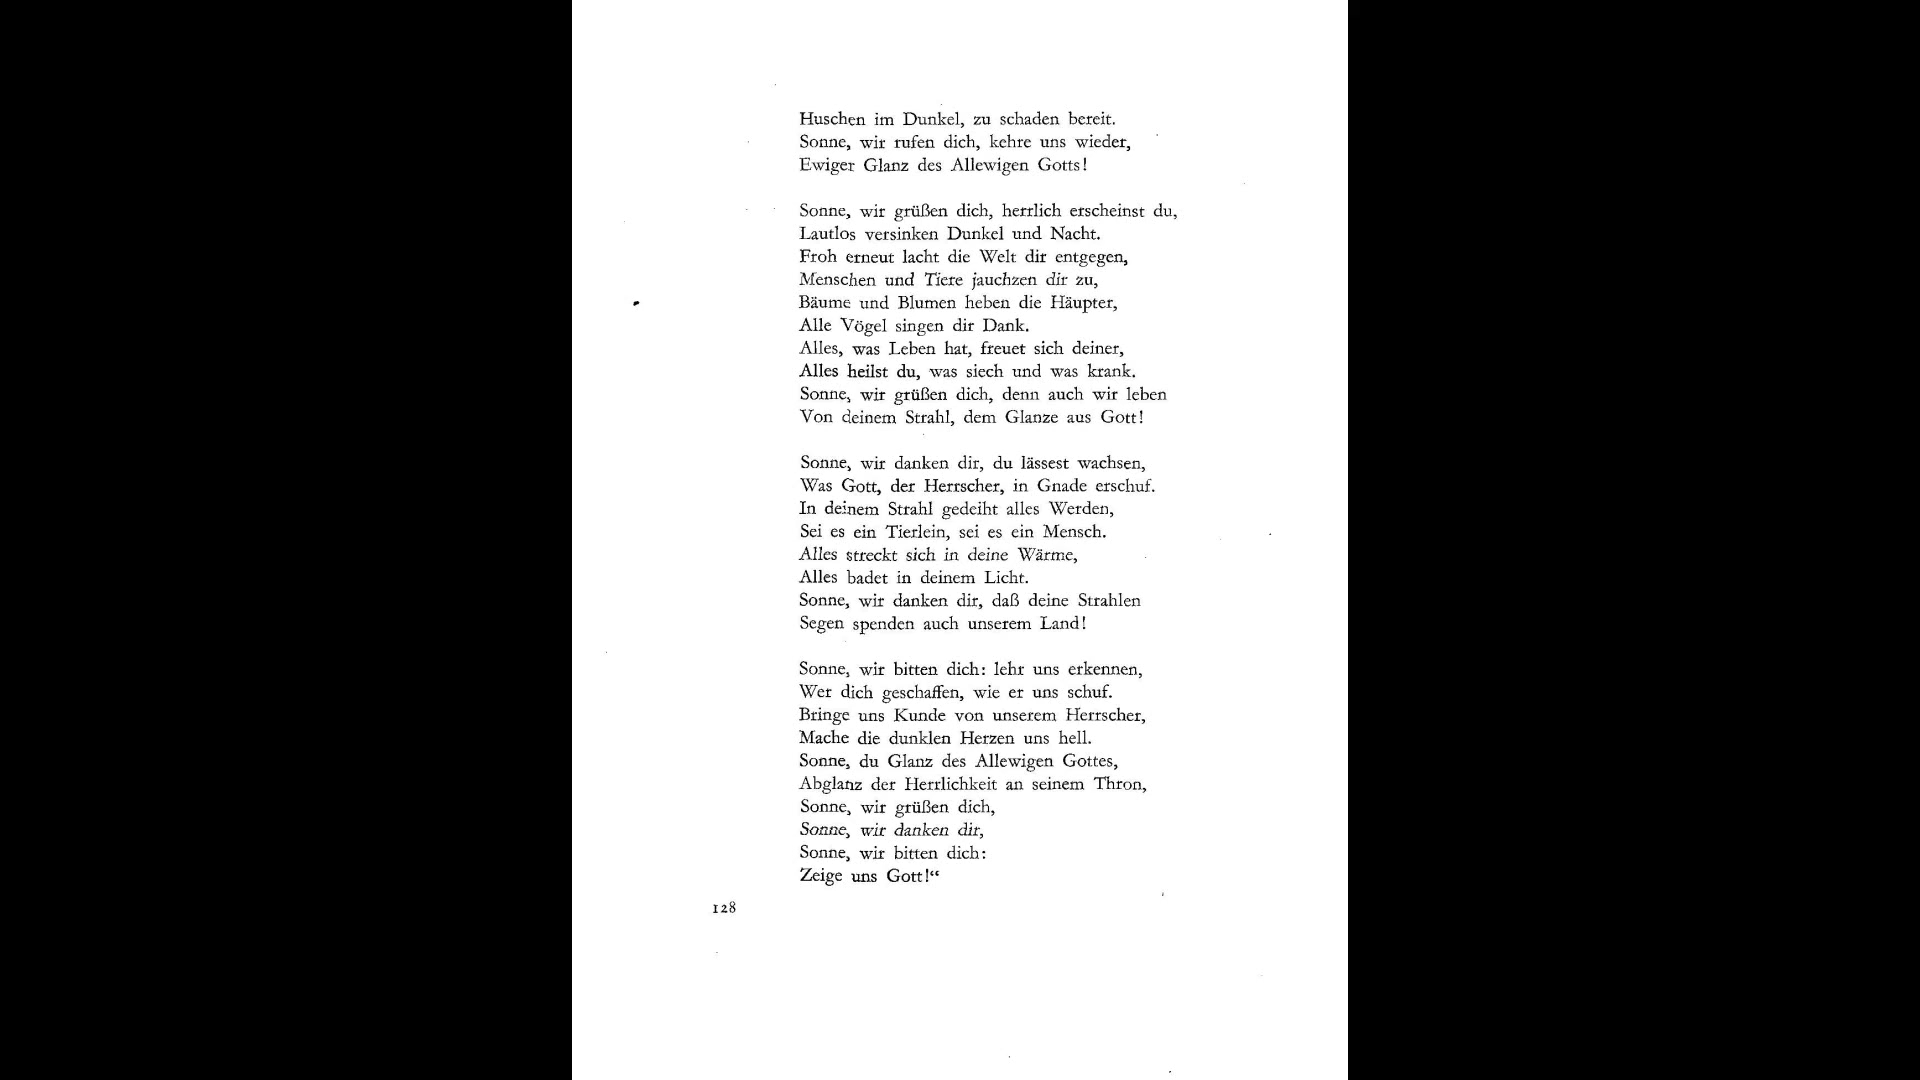 Huschen im Dunkel, zu schaden bereit.
Sonne, wir rufen dich, kehre uns wieder,
Ewiger Glanz des Allewigen Gotts!
Sonne, wir grüßen dich, herrlich erscheinst du,
Lautlos versinken Dunkel und Nacht.
Froh erneut lacht die Welt dir entgegen,
Menschen und Tiere jauchzen dir zu,
Bäume und Blumen heben die Häupter,
Alle Vögel singen dir Dank.
Alles, was Leben hat, freuet sich deiner,
Alles heilst du, was siech und was krank.
Sonne, wir grüßen dich, denn auch wir leben
Von deinem Strahl, dem Glanze aus Gott!
Sonne, wir danken dir, du lässest wachsen,
Was Gott, der Herrscher, in Gnade erschuf.
In deinem Strahl gedeiht alles Werden,
Sei es ein Tierlein, sei es ein Mensch.
Alles streckt sich in deine Wärme,
Alles badet in deinem Licht.
Sonne, wir danken dir, daß deine Strahlen
Segen spenden auch unserem Land!
Sonne, wir bitten dich: lehr uns erkennen,
Wer dich geschaffen, wie er uns schuf.
Bringe uns Kunde von unserem Herrscher,
Mache die dunklen Herzen uns hell.
Sonne, du Glanz des Allewigen Gottes,
Abglanz der Herrlichkeit an seinem Thron,
Sonne, wir grüßen dich,
Sonne, wir danken dir,
Sonne, wir bitten dich:
Zeige uns Gott!“
128